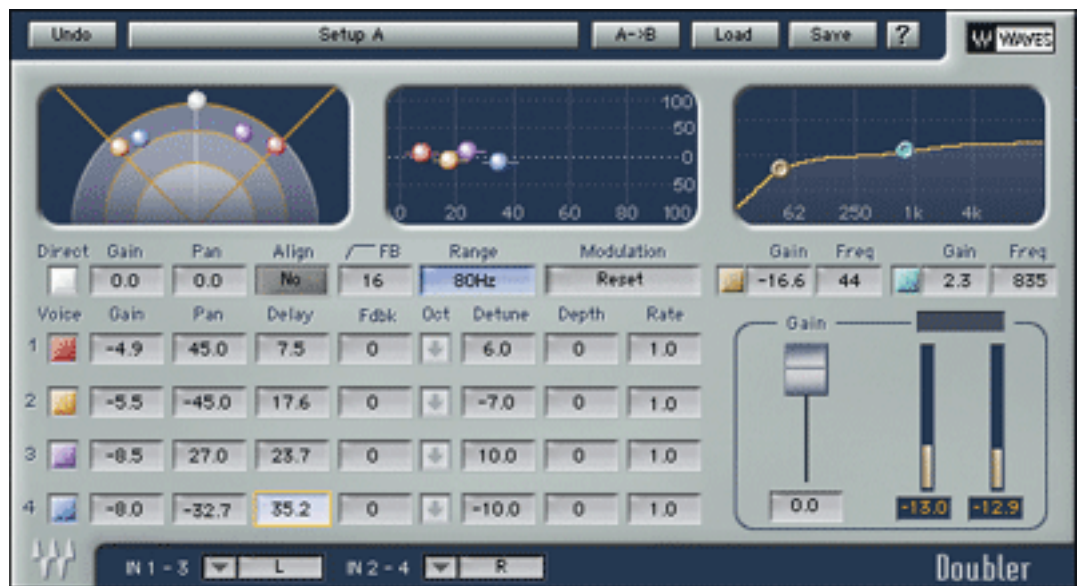 Undo Setup A A->B Load Save ? W WAVES
100
50
0
50
0 20 40 60 80 100
62 250 1k 4k
Direct Gain Pan Align FB Range Modulation Gain Freq Gain Freq
0.0 0.0 No 16 80Hz Reset -16.6 44 2.3 835
Voice Gain Pan Delay Fdbk Oct Detune Depth Rate Gain
1 -4.9 45.0 7.5 0 6.0 0 1.0
2 -5.5 -45.0 17.6 0 -7.0 0 1.0
3 -8.5 27.0 23.7 0 10.0 0 1.0
4 -8.0 -32.7 35.2 0 -10.0 0 1.0 0.0 -13.0 -12.9
IN 1 - 3 L IN 2 - 4 R Doubler